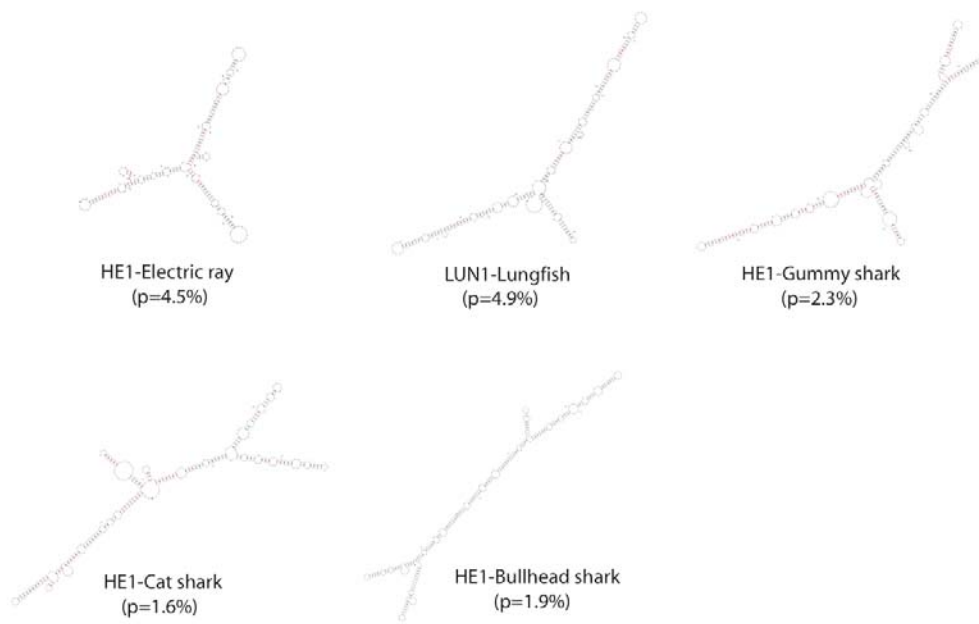 HE1-Electric ray
(p=4.5%)
LUN1-Lungfish
(p=4.9%)
HE1-Gummy shark
(p=2.3%)
HE1-Cat shark
(p=1.6%)
HE1-Bullhead shark
(p=1.9%)